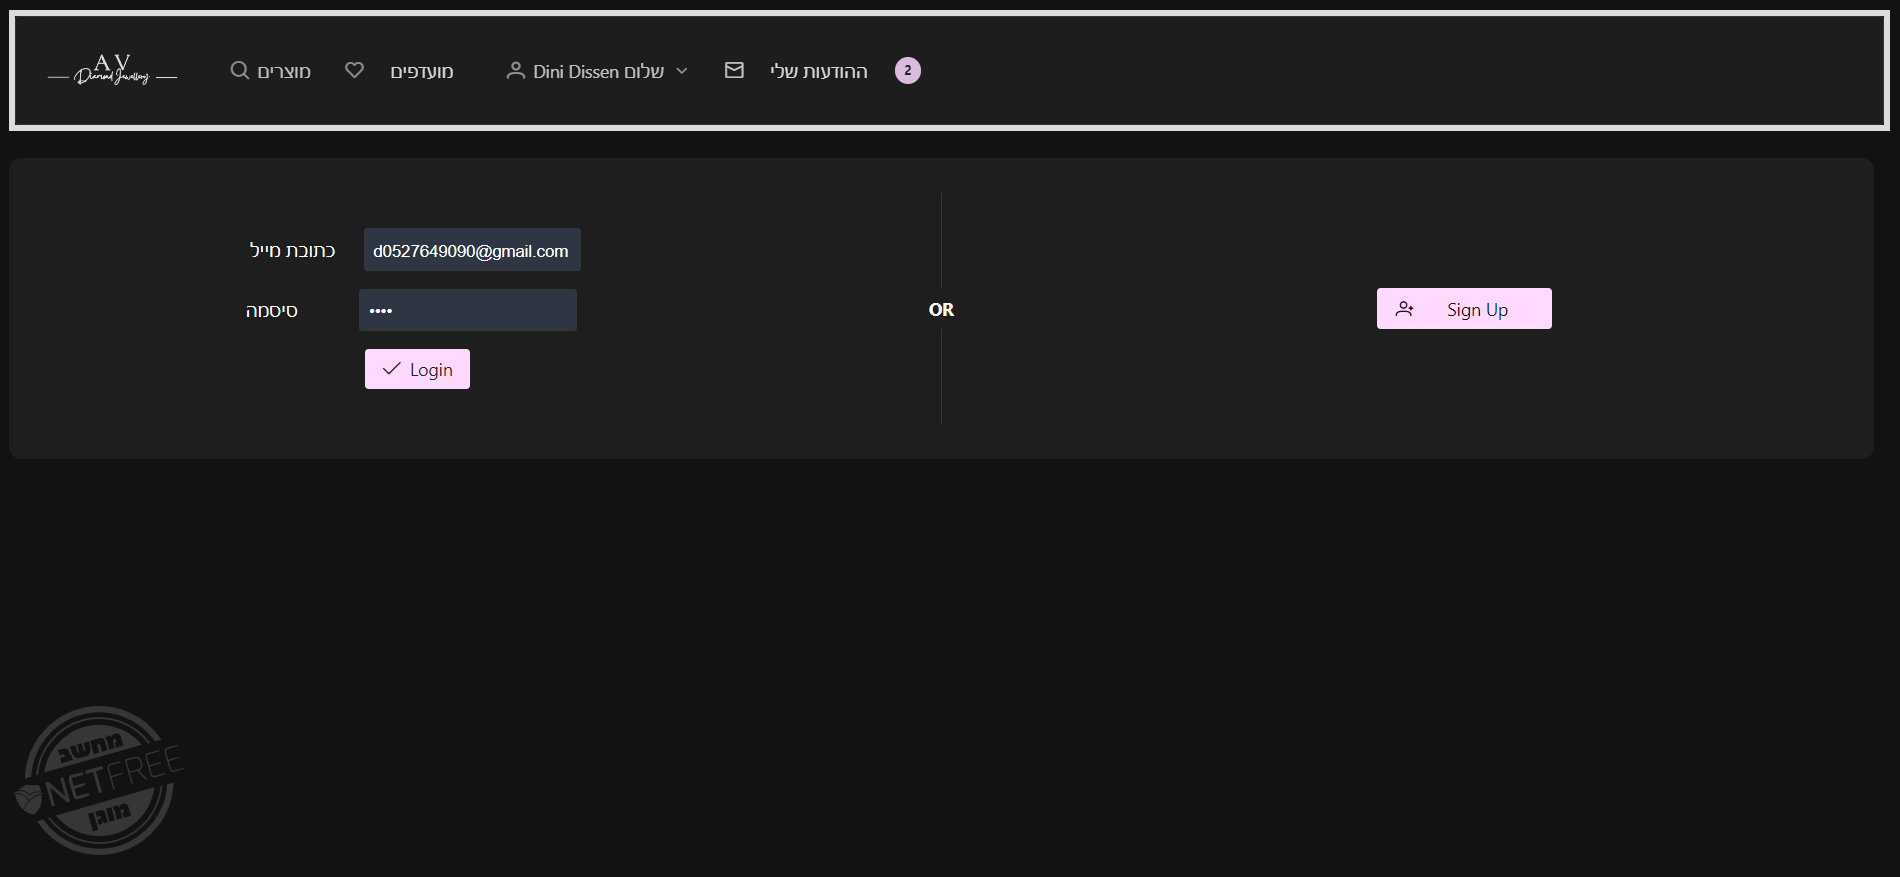 A V
Diamond Jewellery
מוצרים
מועדפים
שלום Dini Dissen
ההודעות שלי
2
כתובת מייל
d0527649090@gmail.com
סיסמה
••••
Login
OR
Sign Up
מחשב
NETFREE
מוגן